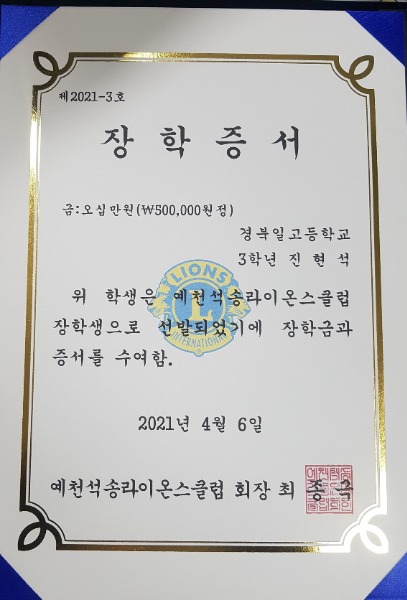 제2021-3호
장학증서
금:오십만원(₩500,000원정)
경북일고등학교
3학년 진현석
위 학생은 예천석송라이온스클럽
장학생으로 선발되었기에 장학금과
증서를 수여함.
LIONS
L
INTERNATIONAL
2021년 4월 6일
예천석송라이온스클럽 회장 최 종 극